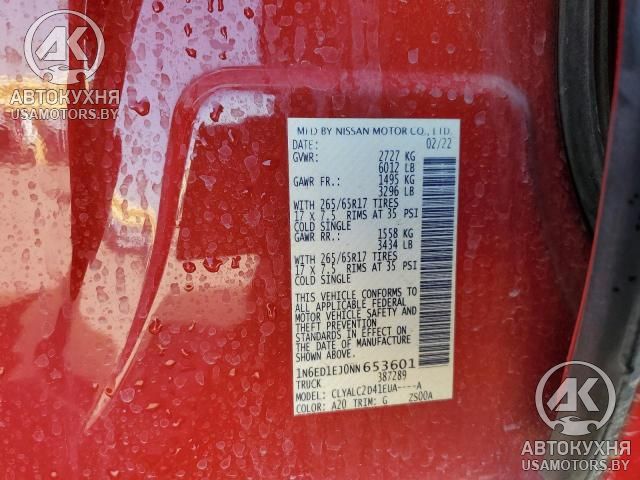 AK
АВТОКУХНЯ
USAMOTORS.BY
MFD BY NISSAN MOTOR CO., LTD.
DATE: 02/22
GVWR: 2727 KG
6012 LB
GAWR FR.: 1495 KG
3296 LB
WITH 265/65R17 TIRES
17 X 7.5 RIMS AT 35 PSI
COLD SINGLE
GAWR RR.: 1558 KG
3434 LB
WITH 265/65R17 TIRES
17 X 7.5 RIMS AT 35 PSI
COLD SINGLE
THIS VEHICLE CONFORMS TO
ALL APPLICABLE FEDERAL
MOTOR VEHICLE SAFETY AND
THEFT PREVENTION
STANDARDS IN EFFECT ON
THE DATE OF MANUFACTURE
SHOWN ABOVE.
1N6ED1EJ0NN653601
TRUCK 387289
MODEL: CLYALC2D41EUA----A
COLOR: A20 TRIM: G ZS00A
AK
АВТОКУХНЯ
USAMOTORS.BY